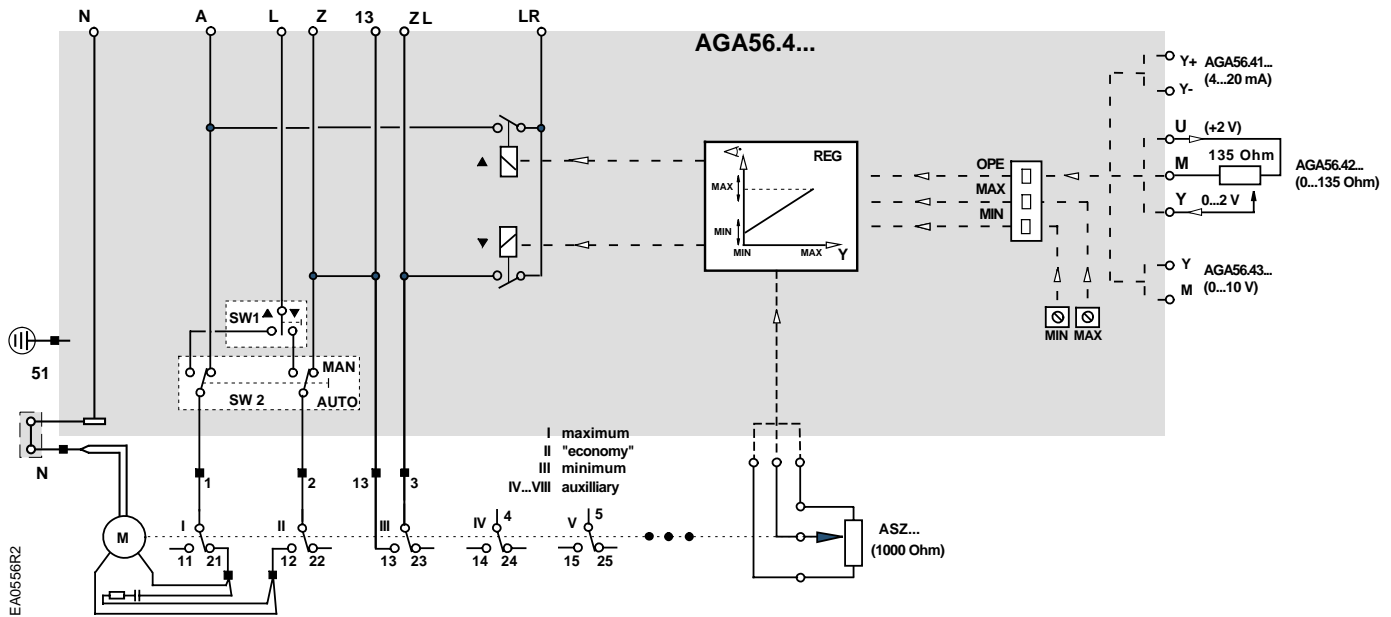 N A L Z 13 ZL LR
AGA56.4...
Y+ AGA56.41...
(4...20 mA)
Y-
U (+2 V)
135 Ohm
M
AGA56.42...
(0...135 Ohm)
Y 0...2 V
Y AGA56.43...
(0...10 V)
M
▲
▼
REG
MAX
MIN
MIN MAX Y
OPE
MAX
MIN
MIN MAX
SW1 ▲ ▼
MAN
SW 2 AUTO
51
N
I maximum
II "economy"
III minimum
IV...VIII auxilliary
1 2 13 3
4 5
I II III IV V
M
11 21 12 22 13 23 14 24 15 25
ASZ...
(1000 Ohm)
EA0556R2